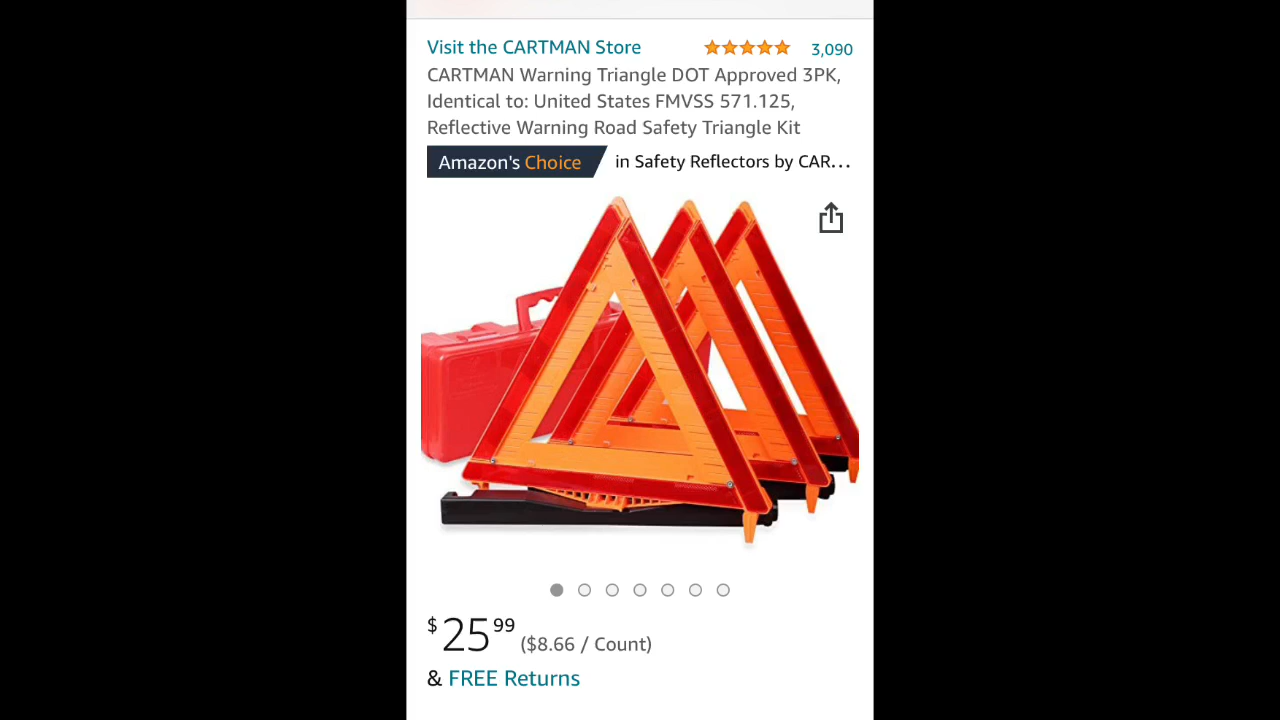 Visit the CARTMAN Store 3,090
CARTMAN Warning Triangle DOT Approved 3PK,
Identical to: United States FMVSS 571.125,
Reflective Warning Road Safety Triangle Kit
Amazon's Choice in Safety Reflectors by CAR...
$25 99 ($8.66 / Count)
& FREE Returns